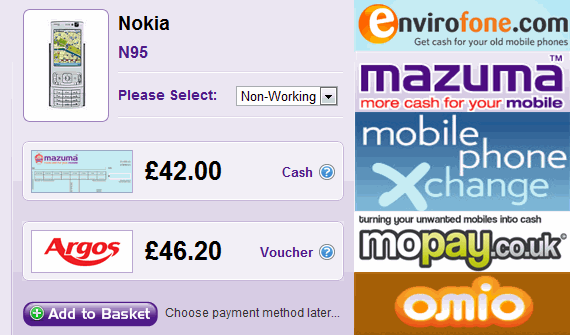 Nokia
N95
Please Select:
Non-Working
mazuma
£42.00
Cash
?
Argos
£46.20
Voucher
?
Add to Basket
Choose payment method later...
envirofone.com
Get cash for your old mobile phones
mazuma™
more cash for your mobile
mobile
phone
Xchange
turning your unwanted mobiles into cash
mopay.co.uk
omio